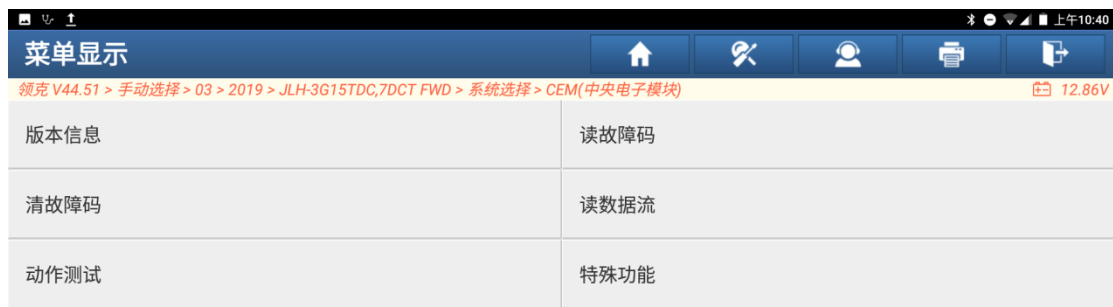 上午10:40
菜单显示
领克 V44.51 > 手动选择 > 03 > 2019 > JLH-3G15TDC,7DCT FWD > 系统选择 > CEM(中央电子模块) 12.86V
版本信息 读故障码
清故障码 读数据流
动作测试 特殊功能